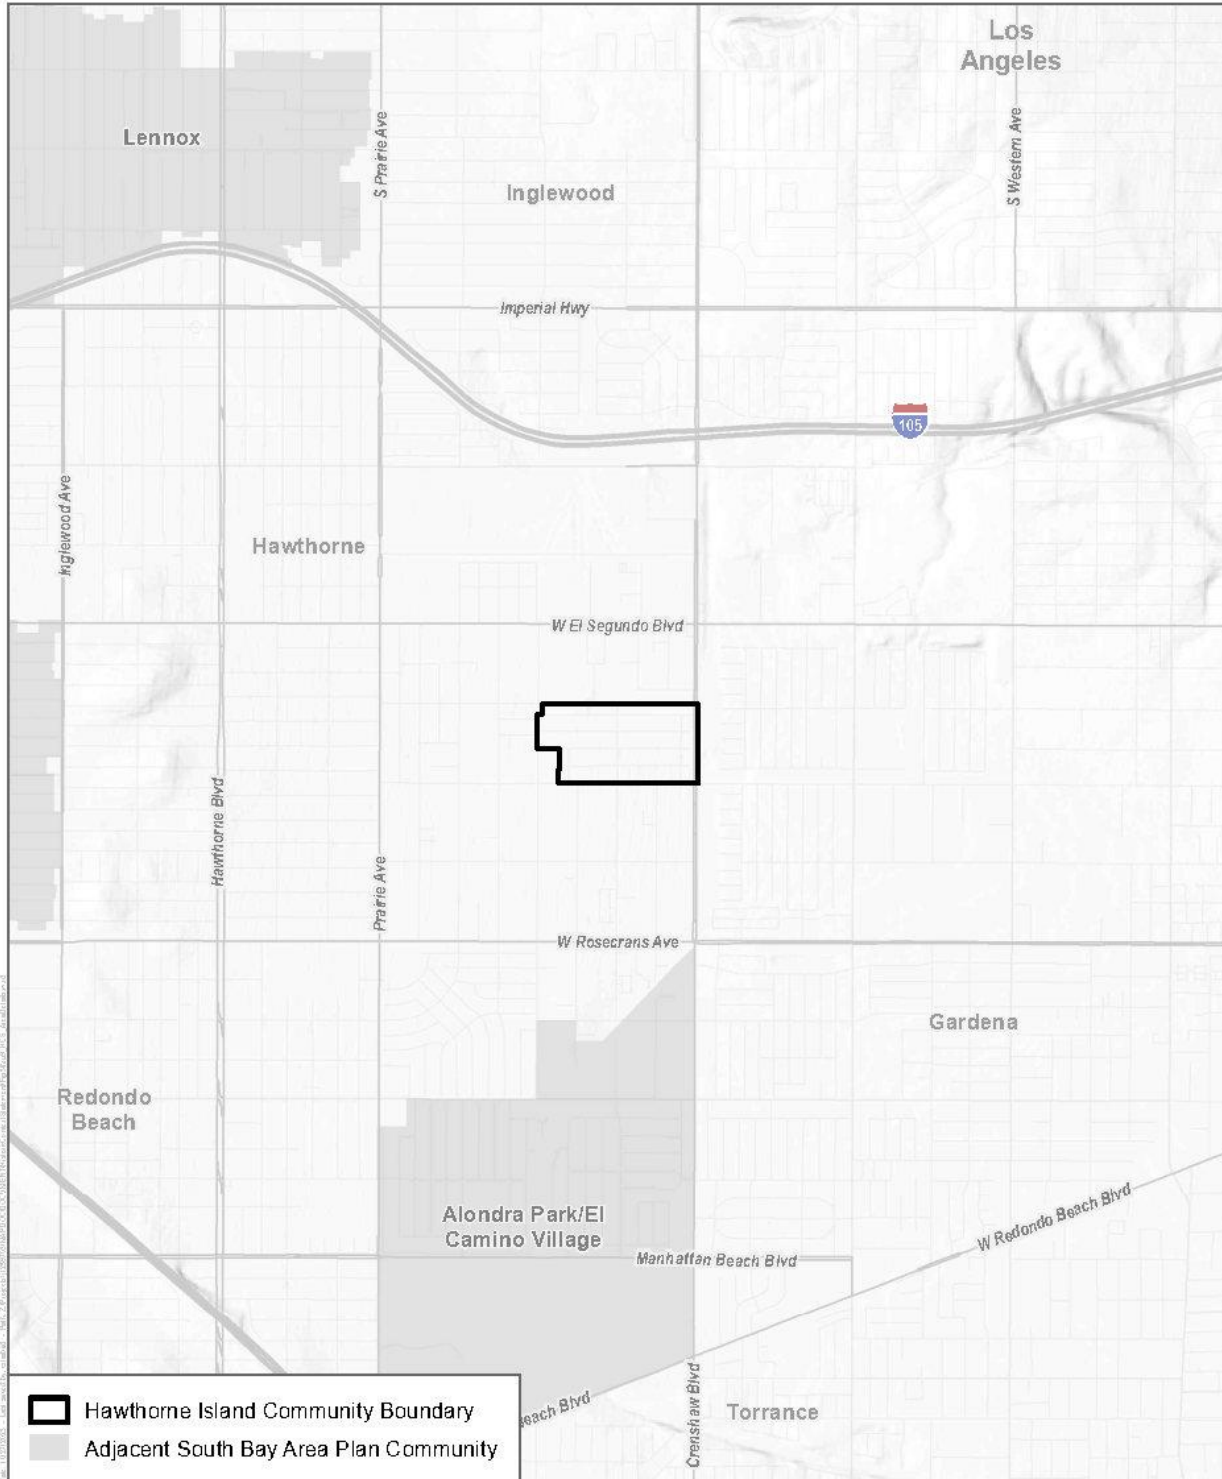 Los
Angeles
Lennox
S Prairie Ave
S Western Ave
Inglewood
Imperial Hwy
105
Inglewood Ave
Hawthorne
W El Segundo Blvd
Hawthorne Blvd
Prairie Ave
W Rosecrans Ave
Gardena
Redondo
Beach
Alondra Park/El
Camino Village
W Redondo Beach Blvd
Manhattan Beach Blvd
Hawthorne Island Community Boundary
Adjacent South Bay Area Plan Community
each Blvd
Crenshaw Blvd
Torrance